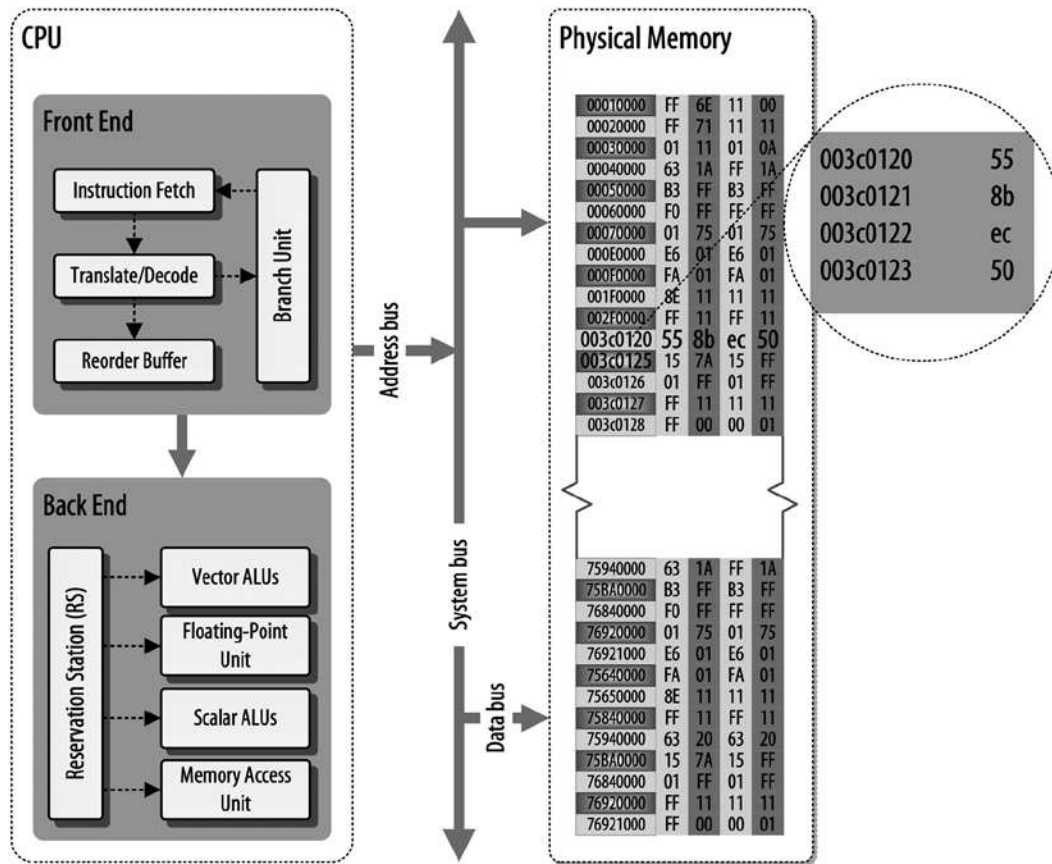 CPU
Front End
Instruction Fetch
Translate/Decode
Reorder Buffer
Branch Unit
Back End
Reservation Station (RS)
Vector ALUs
Floating-Point
Unit
Scalar ALUs
Memory Access
Unit
Address bus
System bus
Data bus
Physical Memory
00010000 FF 6E 11 00
00020000 FF 71 11 11
00030000 01 11 01 0A
00040000 63 1A FF 1A
00050000 B3 FF B3 FF
00060000 F0 FF FF FF
00070000 01 75 01 75
000E0000 E6 01 E6 01
000F0000 FA 01 FA 01
001F0000 8E 11 11 11
002F0000 FF 11 FF 11
003c0120 55 8b ec 50
003c0125 15 7A 15 FF
003c0126 01 FF 01 FF
003c0127 FF 11 11 11
003c0128 FF 00 00 01
75940000 63 1A FF 1A
75BA0000 B3 FF B3 FF
76840000 F0 FF FF FF
76920000 01 75 01 75
76921000 E6 01 E6 01
75640000 FA 01 FA 01
75650000 8E 11 11 11
75840000 FF 11 FF 11
75940000 63 20 63 20
75BA0000 15 7A 15 FF
76840000 01 FF 01 FF
76920000 FF 11 11 11
76921000 FF 00 00 01
003c0120 55
003c0121 8b
003c0122 ec
003c0123 50